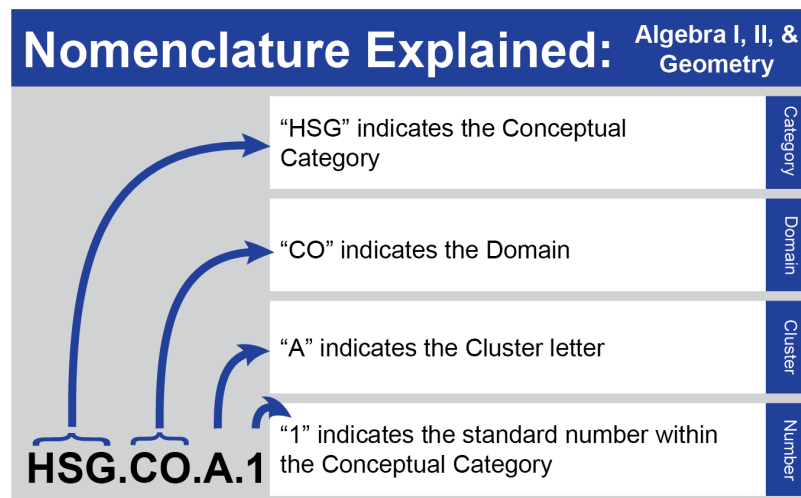 Nomenclature Explained:
Algebra I, II, &
Geometry
“HSG” indicates the Conceptual
Category
Category
“CO” indicates the Domain
Domain
“A” indicates the Cluster letter
Cluster
“1” indicates the standard number within
the Conceptual Category
Number
HSG.CO.A.1